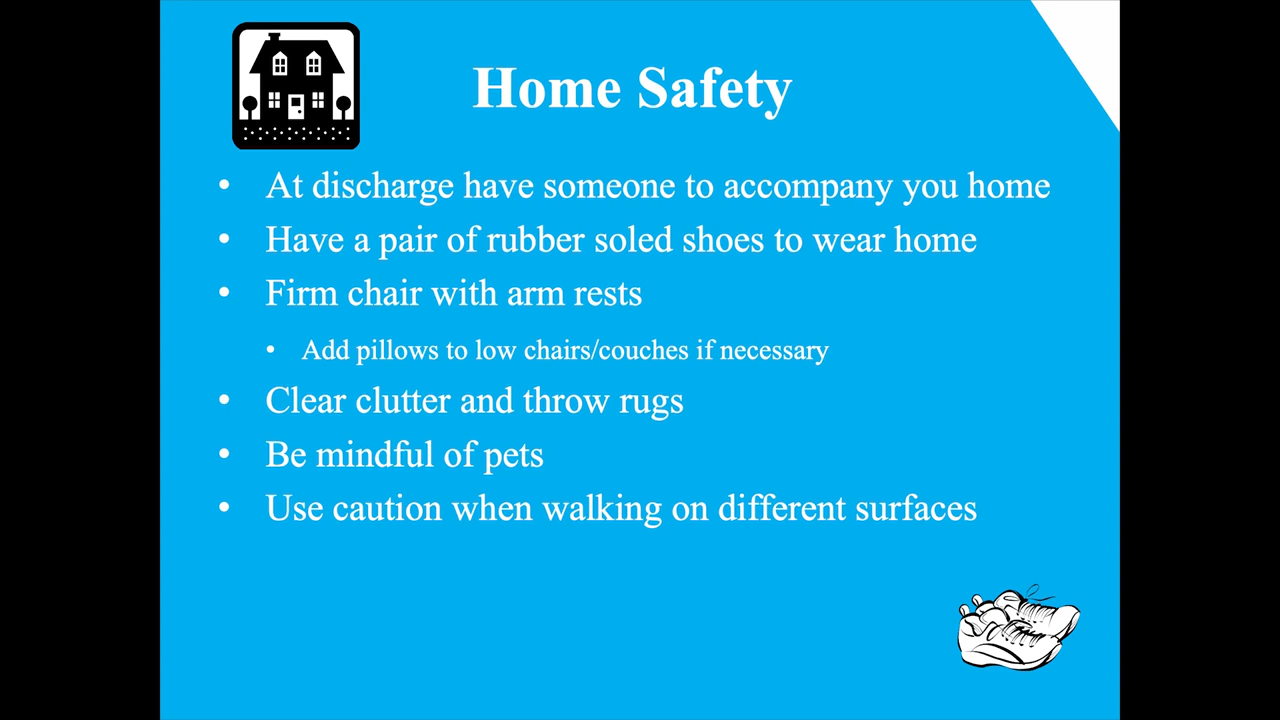 Home Safety
• At discharge have someone to accompany you home
• Have a pair of rubber soled shoes to wear home
• Firm chair with arm rests
• Add pillows to low chairs/couches if necessary
• Clear clutter and throw rugs
• Be mindful of pets
• Use caution when walking on different surfaces